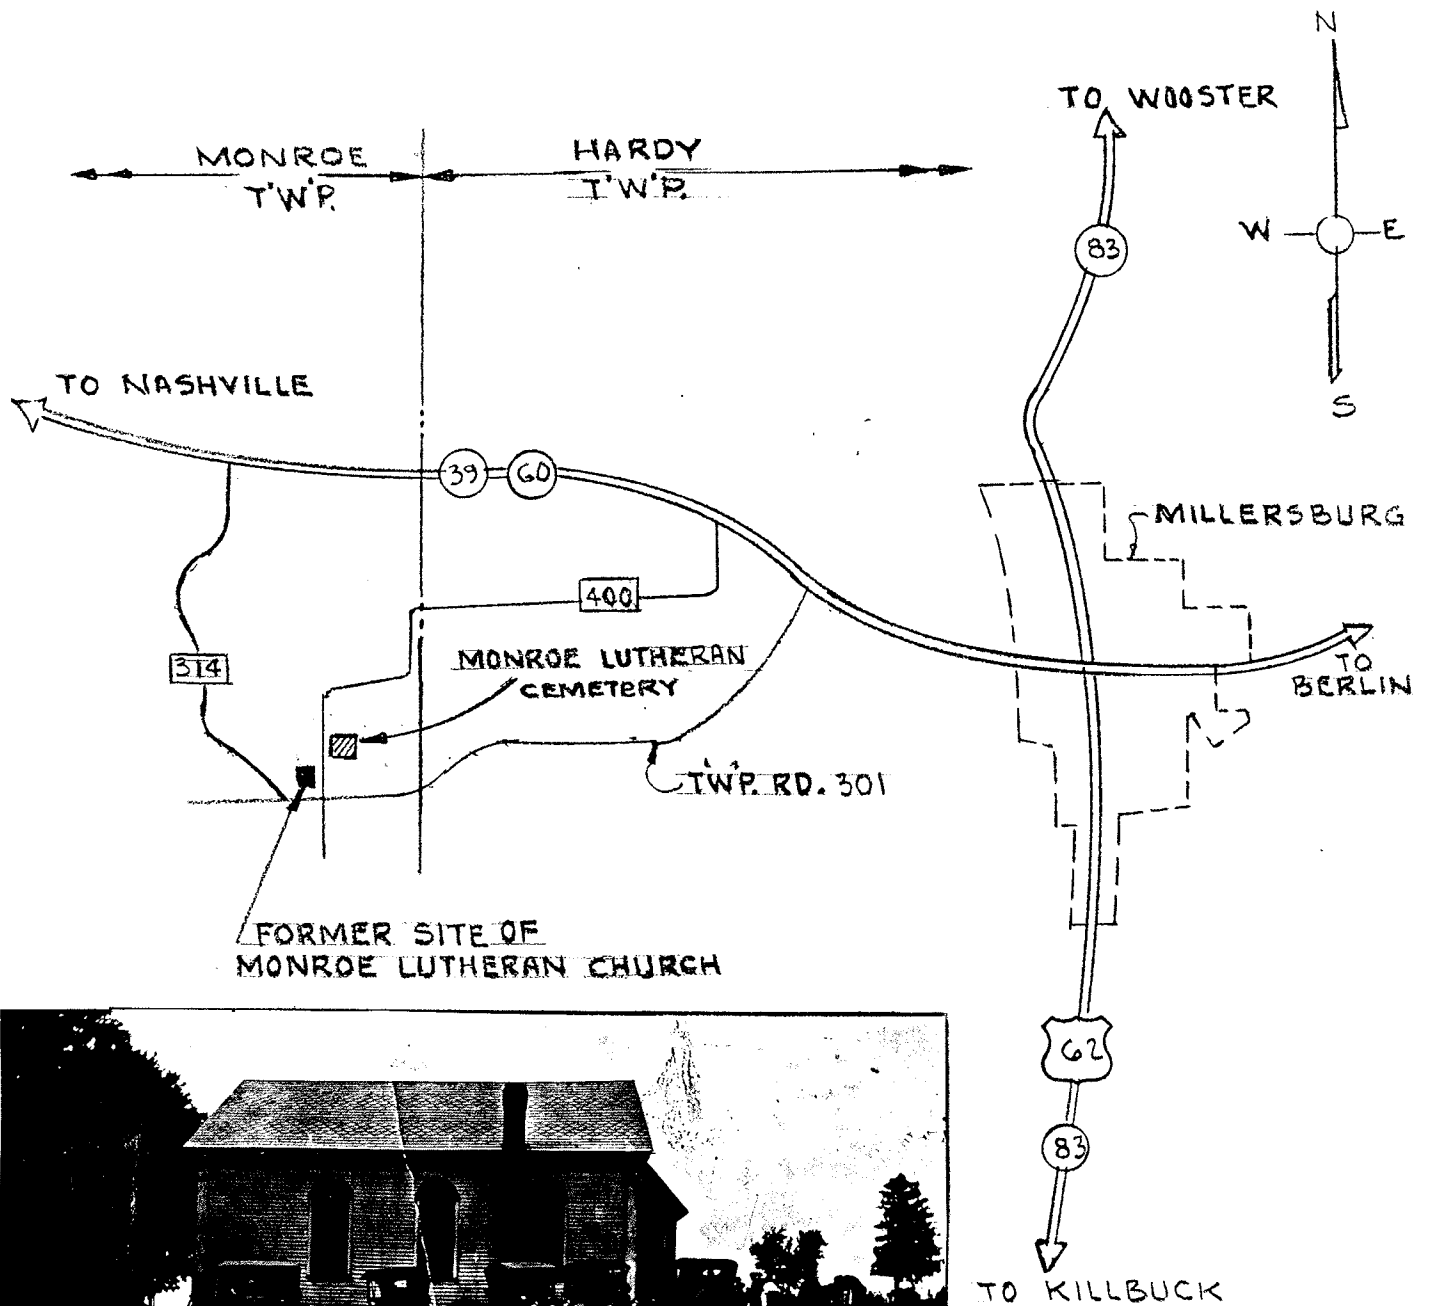 N
TO WOOSTER
MONROE
T'W'P.
HARDY
T'W'P.
83
W
E
S
TO NASHVILLE
39
60
MILLERSBURG
400
314
MONROE LUTHERAN
CEMETERY
TO
BERLIN
T'W'P. RD. 301
FORMER SITE OF
MONROE LUTHERAN CHURCH
62
83
TO KILLBUCK